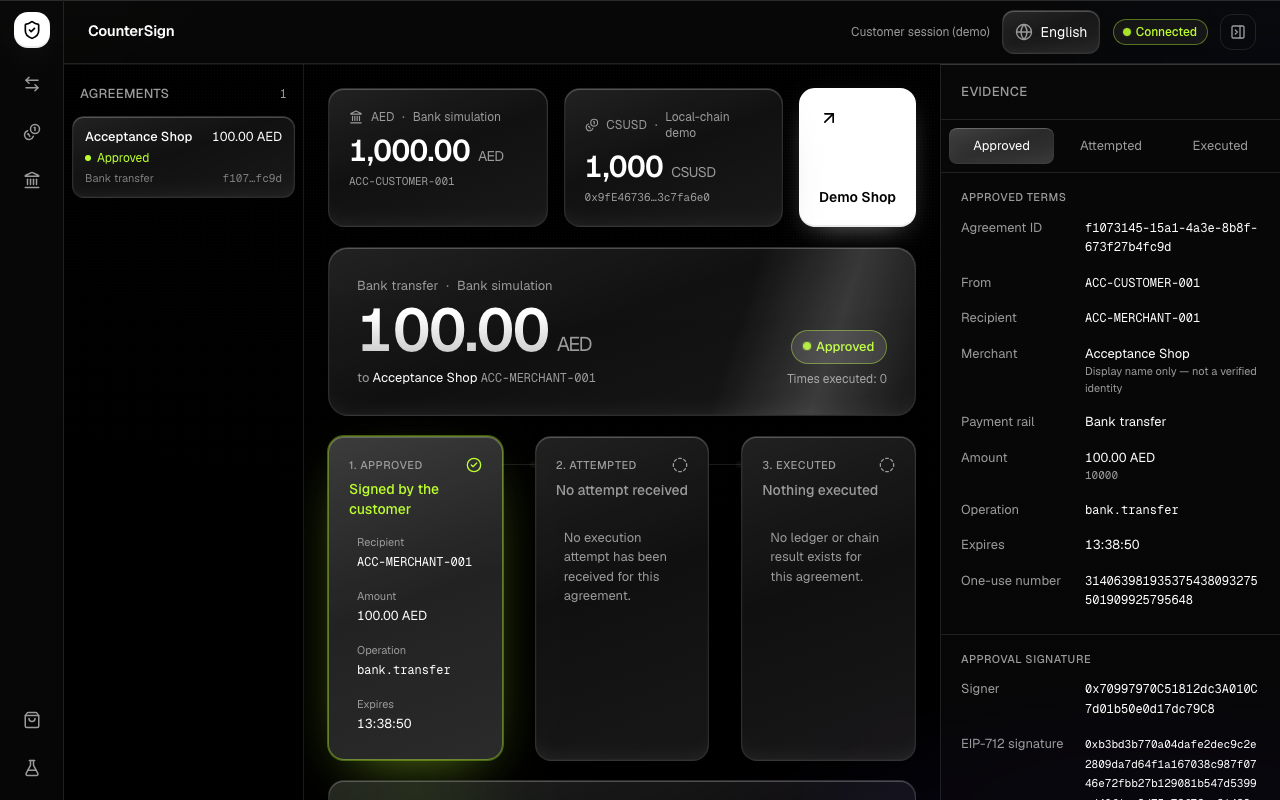 CounterSign
Customer session (demo)
English
Connected
AGREEMENTS 1
Acceptance Shop 100.00 AED
Approved
Bank transfer f107…fc9d
AED · Bank simulation
1,000.00 AED
ACC-CUSTOMER-001
CSUSD · Local-chain
demo
1,000 CSUSD
0x9fE46736…3c7fa6e0
Demo Shop
Bank transfer · Bank simulation
100.00 AED
to Acceptance Shop ACC-MERCHANT-001
Approved
Times executed: 0
1. APPROVED
Signed by the
customer
Recipient
ACC-MERCHANT-001
Amount
100.00 AED
Operation
bank.transfer
Expires
13:38:50
2. ATTEMPTED
No attempt received
No execution
attempt has been
received for this
agreement.
3. EXECUTED
Nothing executed
No ledger or chain
result exists for
this agreement.
EVIDENCE
Approved Attempted Executed
APPROVED TERMS
Agreement ID f1073145-15a1-4a3e-8b8f-
673f27b4fc9d
From ACC-CUSTOMER-001
Recipient ACC-MERCHANT-001
Merchant Acceptance Shop
Display name only — not a verified
identity
Payment rail Bank transfer
Amount 100.00 AED
10000
Operation bank.transfer
Expires 13:38:50
One-use number 314063981935375438093275
501909925795648
APPROVAL SIGNATURE
Signer 0x70997970C51812dc3A010C
7d01b50e0d17dc79C8
EIP-712 signature 0xb3bd3b770a04dafe2dec9c2e
2809da7d64f1a167038c987f07
46e72fbb27b129081b547d5399